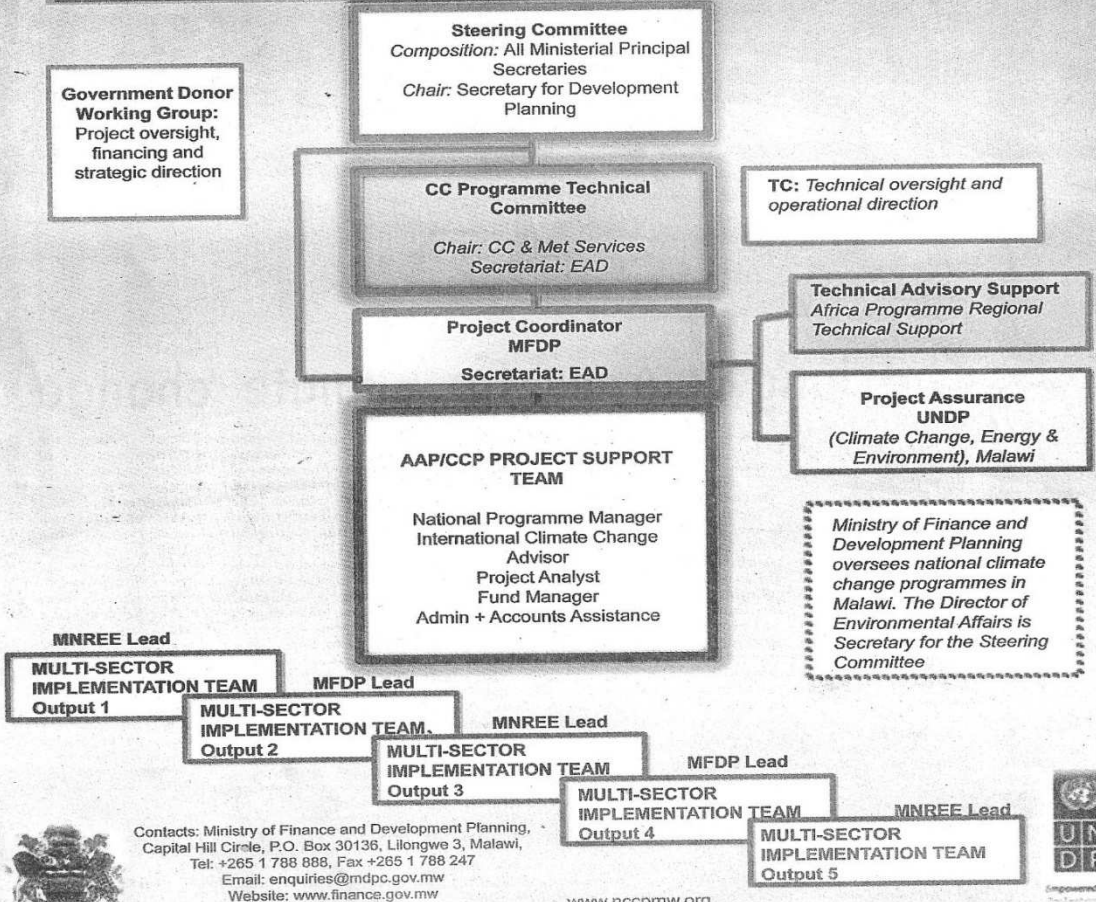 Steering Committee
Composition: All Ministerial Principal
Secretaries
Chair: Secretary for Development
Planning
Government Donor
Working Group:
Project oversight,
financing and
strategic direction
CC Programme Technical
Committee
Chair: CC & Met Services
Secretariat: EAD
TC: Technical oversight and
operational direction
Project Coordinator
MFDP
Secretariat: EAD
Technical Advisory Support
Africa Programme Regional
Technical Support
Project Assurance
UNDP
(Climate Change, Energy &
Environment), Malawi
AAP/CCP PROJECT SUPPORT
TEAM
National Programme Manager
International Climate Change
Advisor
Project Analyst
Fund Manager
Admin + Accounts Assistance
Ministry of Finance and
Development Planning
oversees national climate
change programmes in
Malawi. The Director of
Environmental Affairs is
Secretary for the Steering
Committee
MNREE Lead
MULTI-SECTOR
IMPLEMENTATION TEAM
Output 1
MFDP Lead
MULTI-SECTOR
IMPLEMENTATION TEAM
Output 2
MNREE Lead
MULTI-SECTOR
IMPLEMENTATION TEAM
Output 3
MFDP Lead
MULTI-SECTOR
IMPLEMENTATION TEAM
Output 4
MNREE Lead
MULTI-SECTOR
IMPLEMENTATION TEAM
Output 5
Contacts: Ministry of Finance and Development Planning,
Capital Hill Circle, P.O. Box 30136, Lilongwe 3, Malawi,
Tel: +265 1 788 888, Fax +265 1 788 247
Email: enquiries@mdpc.gov.mw
Website: www.finance.gov.mw
www.nccpmw.org
U N
D P
Empowered